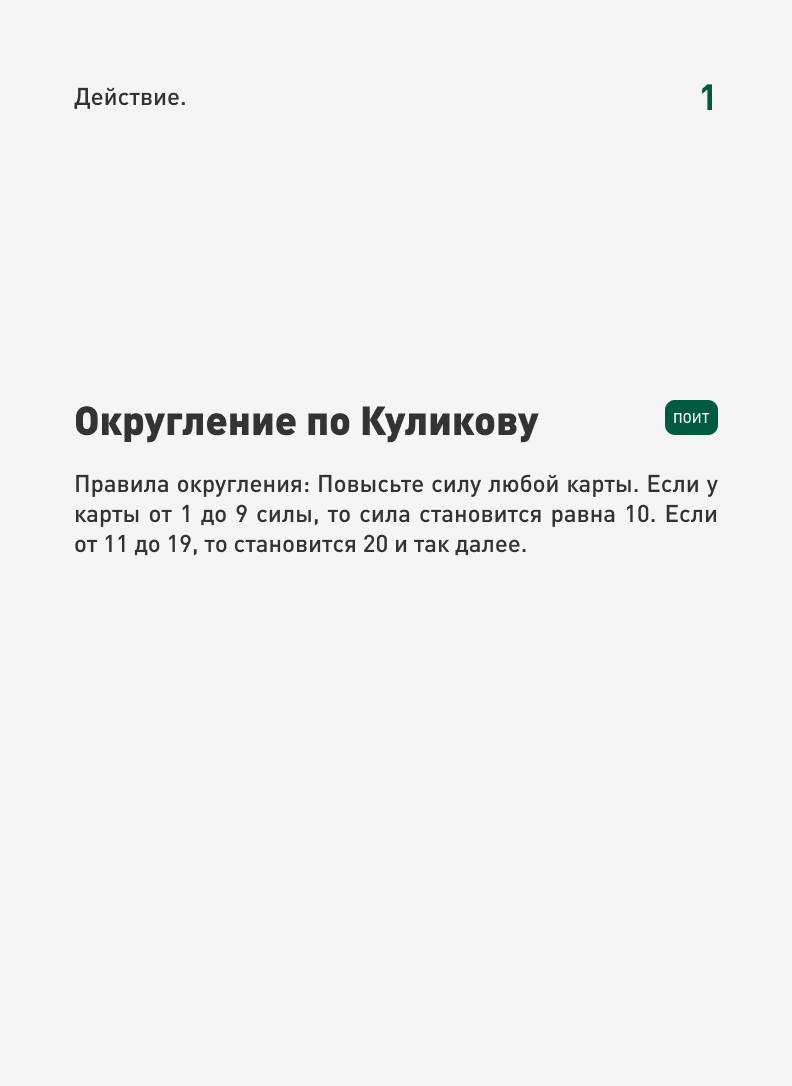 Действие.
1
Округление по Куликову
ПОИТ
Правила округления: Повысьте силу любой карты. Если у
карты от 1 до 9 силы, то сила становится равна 10. Если
от 11 до 19, то становится 20 и так далее.